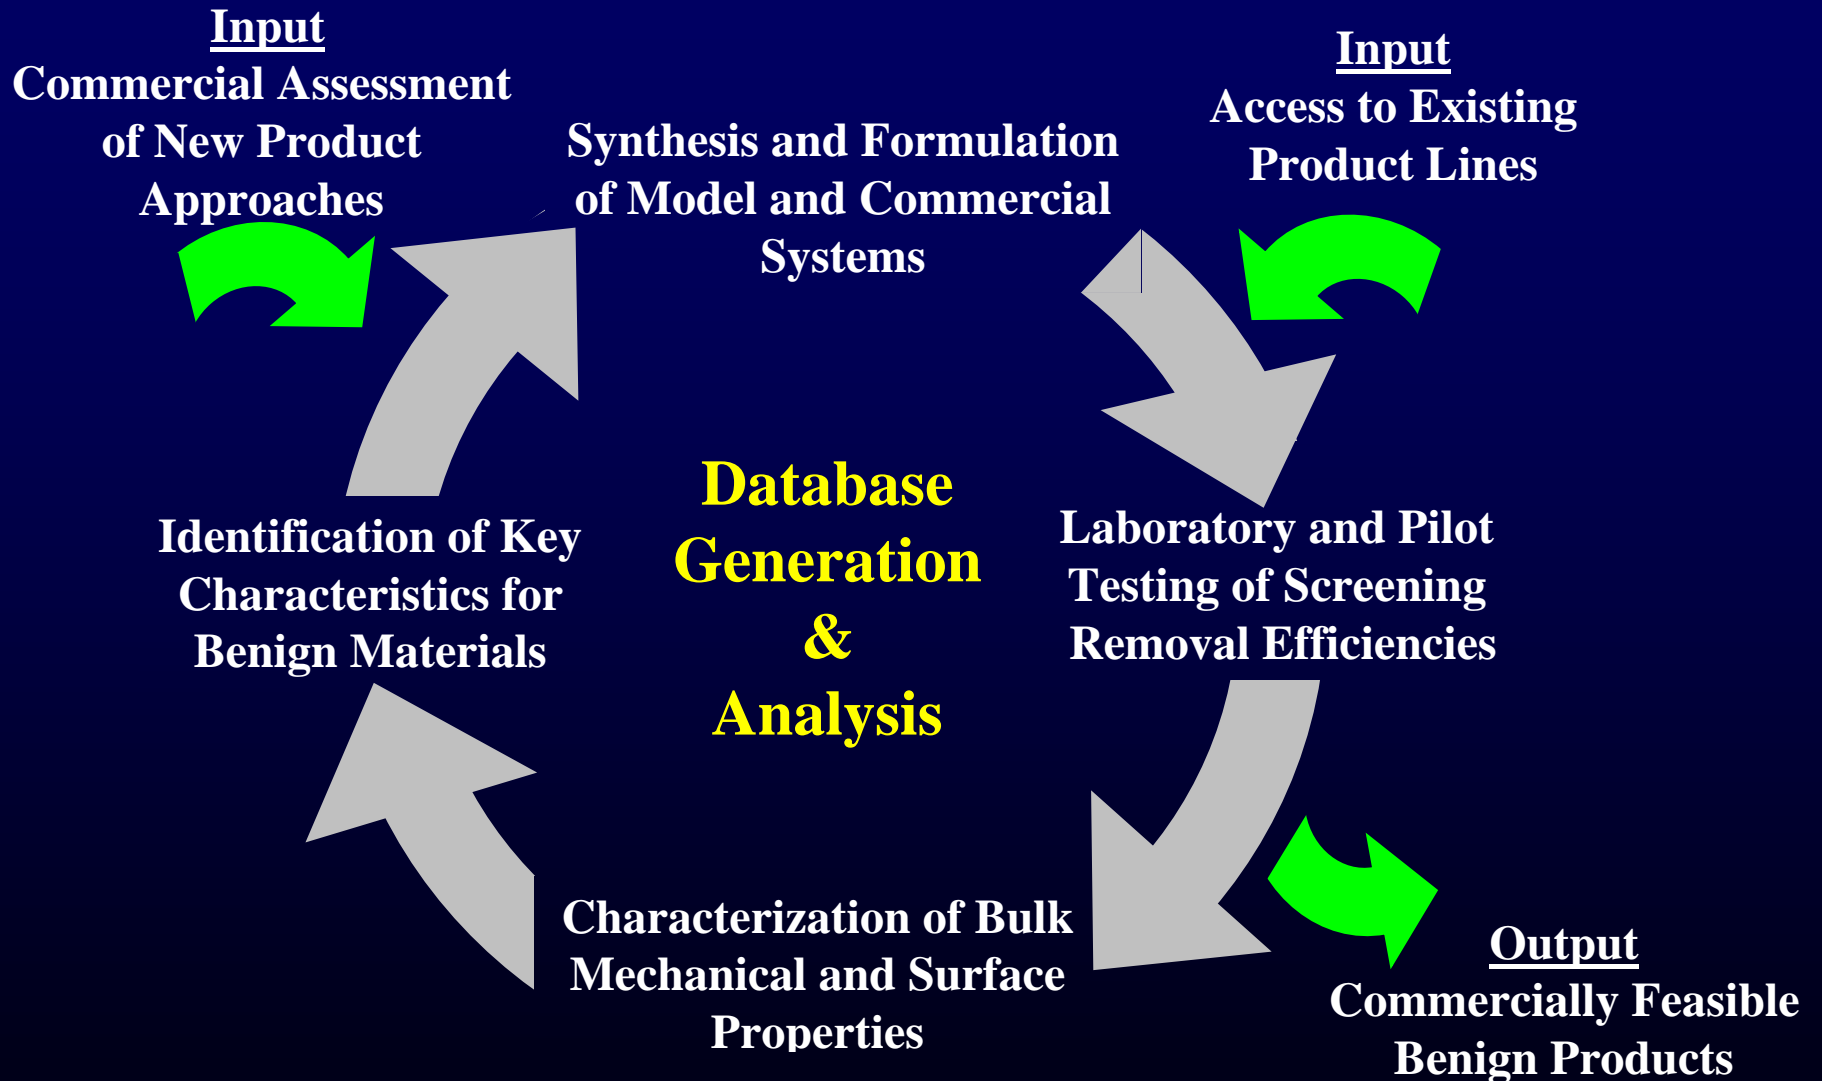 Input
Commercial Assessment
of New Product
Approaches
Input
Access to Existing
Product Lines
Synthesis and Formulation
of Model and Commercial
Systems
Database
Generation
&
Analysis
Identification of Key
Characteristics for
Benign Materials
Laboratory and Pilot
Testing of Screening
Removal Efficiencies
Characterization of Bulk
Mechanical and Surface
Properties
Output
Commercially Feasible
Benign Products